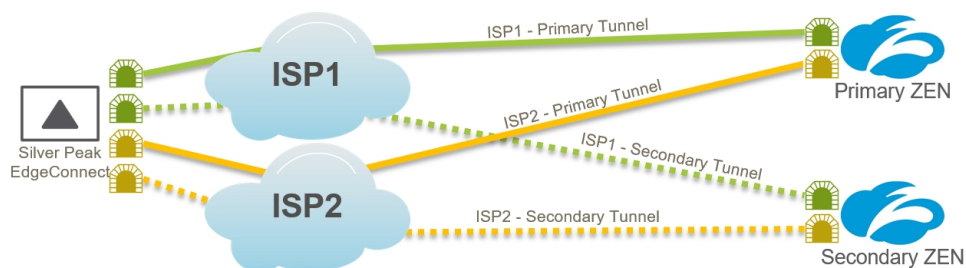 ISP1 - Primary Tunnel
ISP1
Primary ZEN
ISP2 - Primary Tunnel
Silver Peak
EdgeConnect
ISP1 - Secondary Tunnel
ISP2
ISP2 - Secondary Tunnel
Secondary ZEN